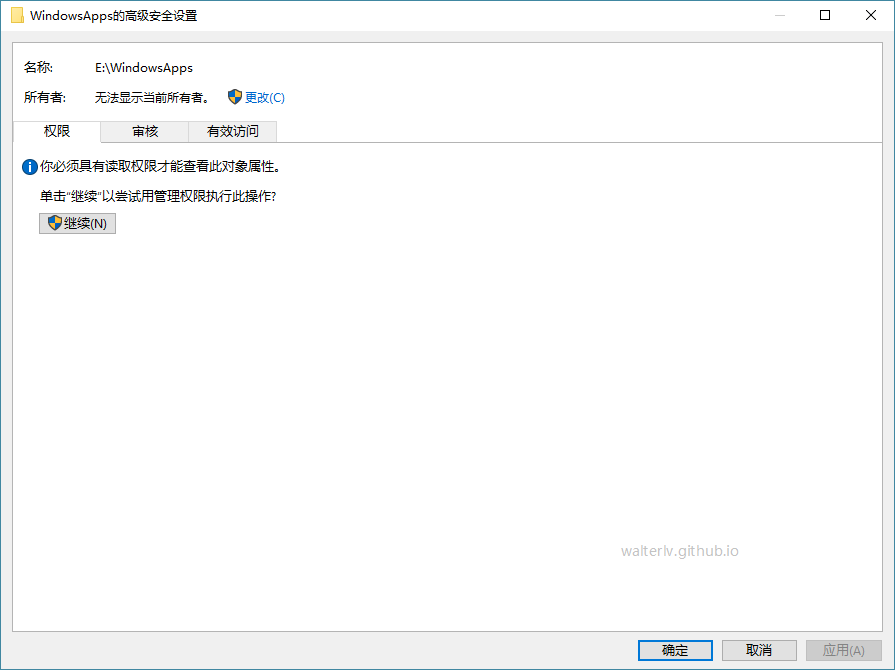 WindowsApps的高级安全设置
名称: E:\WindowsApps
所有者: 无法显示当前所有者。 更改(C)
权限 审核 有效访问
你必须具有读取权限才能查看此对象属性。
单击"继续"以尝试用管理权限执行此操作?
继续(N)
walterlv.github.io
确定 取消 应用(A)